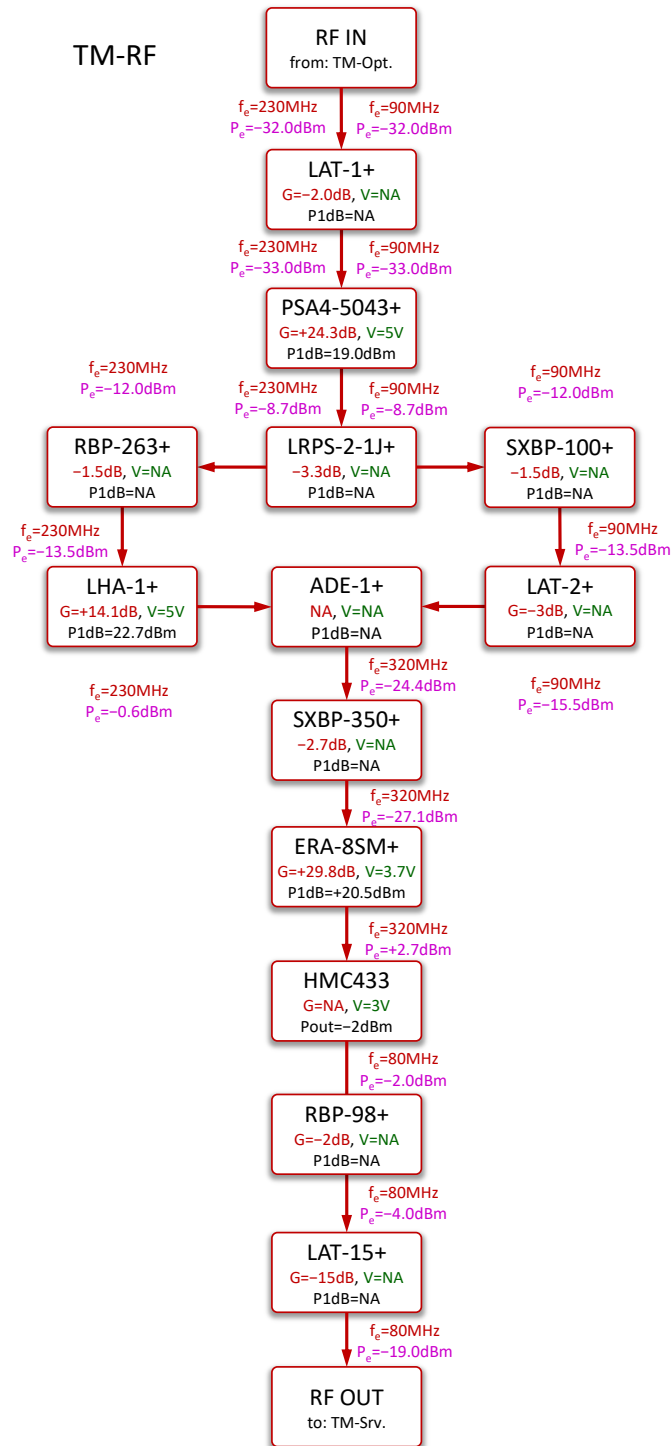 TM-RF
RF IN
from: TM-Opt.
fₑ=230MHz
Pₑ=−32.0dBm
fₑ=90MHz
Pₑ=−32.0dBm
LAT-1+
G=−2.0dB, V=NA
P1dB=NA
fₑ=230MHz
Pₑ=−33.0dBm
fₑ=90MHz
Pₑ=−33.0dBm
PSA4-5043+
G=+24.3dB, V=5V
P1dB=19.0dBm
fₑ=230MHz
Pₑ=−12.0dBm
fₑ=230MHz
Pₑ=−8.7dBm
fₑ=90MHz
Pₑ=−8.7dBm
fₑ=90MHz
Pₑ=−12.0dBm
RBP-263+
−1.5dB, V=NA
P1dB=NA
LRPS-2-1J+
−3.3dB, V=NA
P1dB=NA
SXBP-100+
−1.5dB, V=NA
P1dB=NA
fₑ=230MHz
Pₑ=−13.5dBm
fₑ=90MHz
Pₑ=−13.5dBm
LHA-1+
G=+14.1dB, V=5V
P1dB=22.7dBm
ADE-1+
NA, V=NA
P1dB=NA
LAT-2+
G=−3dB, V=NA
P1dB=NA
fₑ=230MHz
Pₑ=−0.6dBm
fₑ=320MHz
Pₑ=−24.4dBm
fₑ=90MHz
Pₑ=−15.5dBm
SXBP-350+
−2.7dB, V=NA
P1dB=NA
fₑ=320MHz
Pₑ=−27.1dBm
ERA-8SM+
G=+29.8dB, V=3.7V
P1dB=+20.5dBm
fₑ=320MHz
Pₑ=+2.7dBm
HMC433
G=NA, V=3V
Pout=−2dBm
fₑ=80MHz
Pₑ=−2.0dBm
RBP-98+
G=−2dB, V=NA
P1dB=NA
fₑ=80MHz
Pₑ=−4.0dBm
LAT-15+
G=−15dB, V=NA
P1dB=NA
fₑ=80MHz
Pₑ=−19.0dBm
RF OUT
to: TM-Srv.